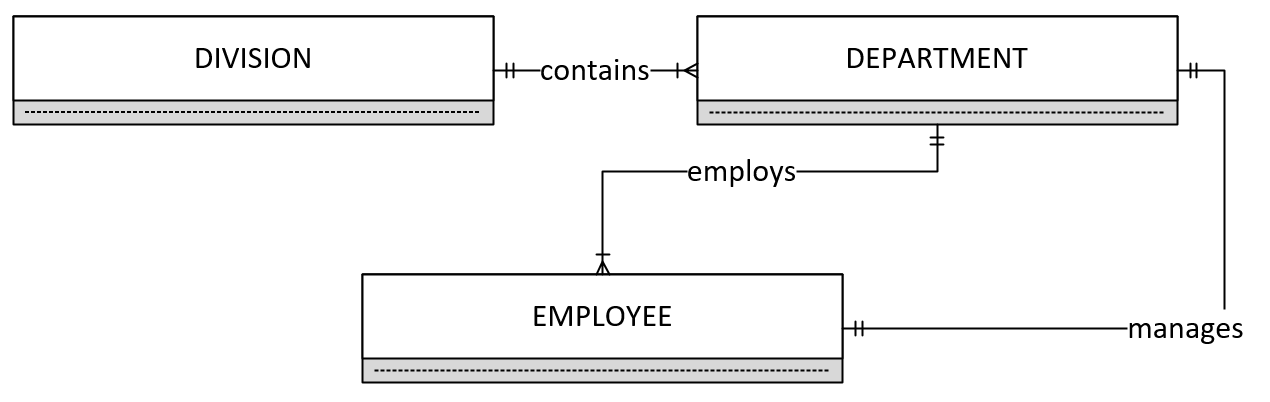 DIVISION
contains
DEPARTMENT
employs
EMPLOYEE
manages